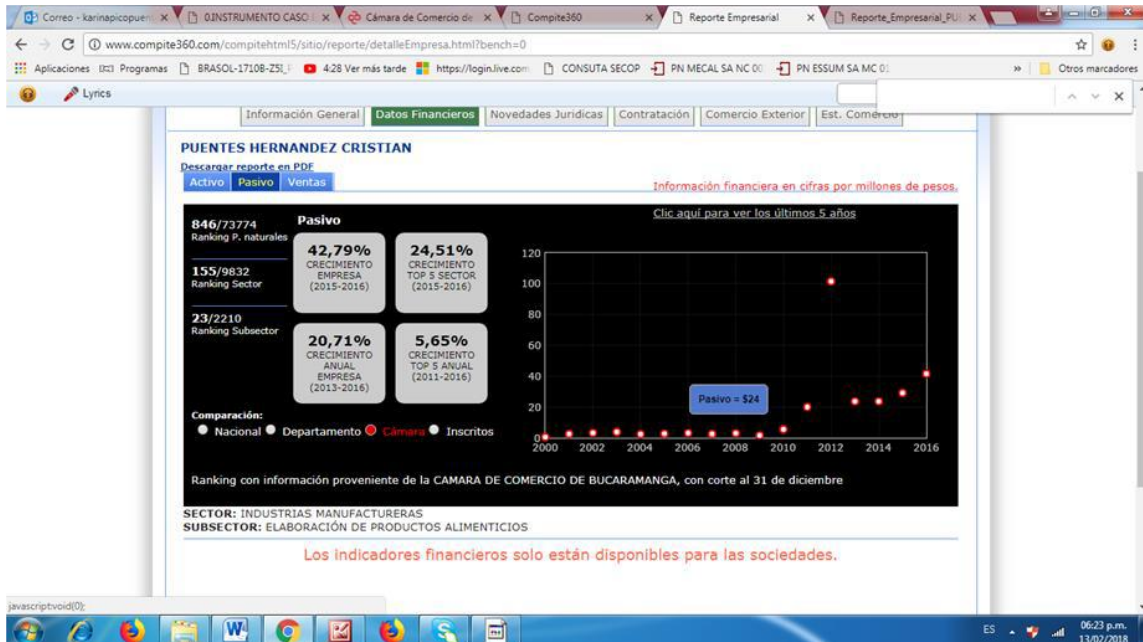 Correo - karinapicopuen
0.INSTRUMENTO CASO
Cámara de Comercio de
Compite360
Reporte Empresarial
Reporte_Empresarial_PU
www.compite360.com/compitehtml5/sitio/reporte/detalleEmpresa.html?bench=0
Aplicaciones
Programas
BRASOL-1710B-Z5I_
4:28 Ver más tarde
https://login.live.com
CONSUTA SECOP
PN MECAL SA NC 00
PN ESSUM SA MC 01
»
Otros marcadores
Lyrics
Información General
Datos Financieros
Novedades Juridicas
Contratación
Comercio Exterior
Est. Comercio
PUENTES HERNANDEZ CRISTIAN
Descargar reporte en PDF
Activo
Pasivo
Ventas
Información financiera en cifras por millones de pesos.
846/73774
Ranking P. naturales
155/9832
Ranking Sector
23/2210
Ranking Subsector
Pasivo
42,79%
CRECIMIENTO
EMPRESA
(2015-2016)
24,51%
CRECIMIENTO
TOP 5 SECTOR
(2015-2016)
20,71%
CRECIMIENTO
ANUAL
EMPRESA
(2013-2016)
5,65%
CRECIMIENTO
TOP 5 ANUAL
(2011-2016)
Comparación:
Nacional
Departamento
Cámara
Inscritos
Clic aquí para ver los últimos 5 años
120
100
80
60
40
20
0
Pasivo = $24
2000 2002 2004 2006 2008 2010 2012 2014 2016
Ranking con información proveniente de la CAMARA DE COMERCIO DE BUCARAMANGA, con corte al 31 de diciembre
SECTOR: INDUSTRIAS MANUFACTURERAS
SUBSECTOR: ELABORACIÓN DE PRODUCTOS ALIMENTICIOS
Los indicadores financieros solo están disponibles para las sociedades.
javascript:void(0);
ES
06:23 p.m.
13/02/2018